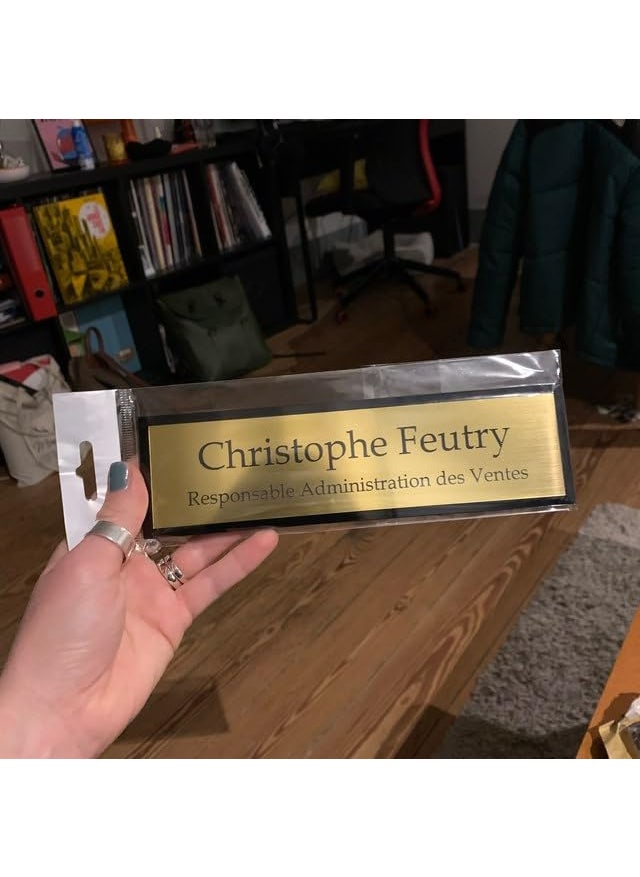 Christophe Feutry
Responsable Administration des Ventes